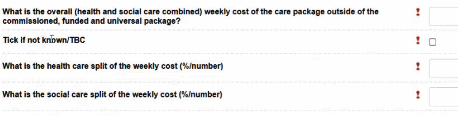 What is the overall (health and social care combined) weekly cost of the care package outside of the
commissioned, funded and universal package?
Tick if not known/TBC
What is the health care split of the weekly cost (%/number)
What is the social care split of the weekly cost (%/number)